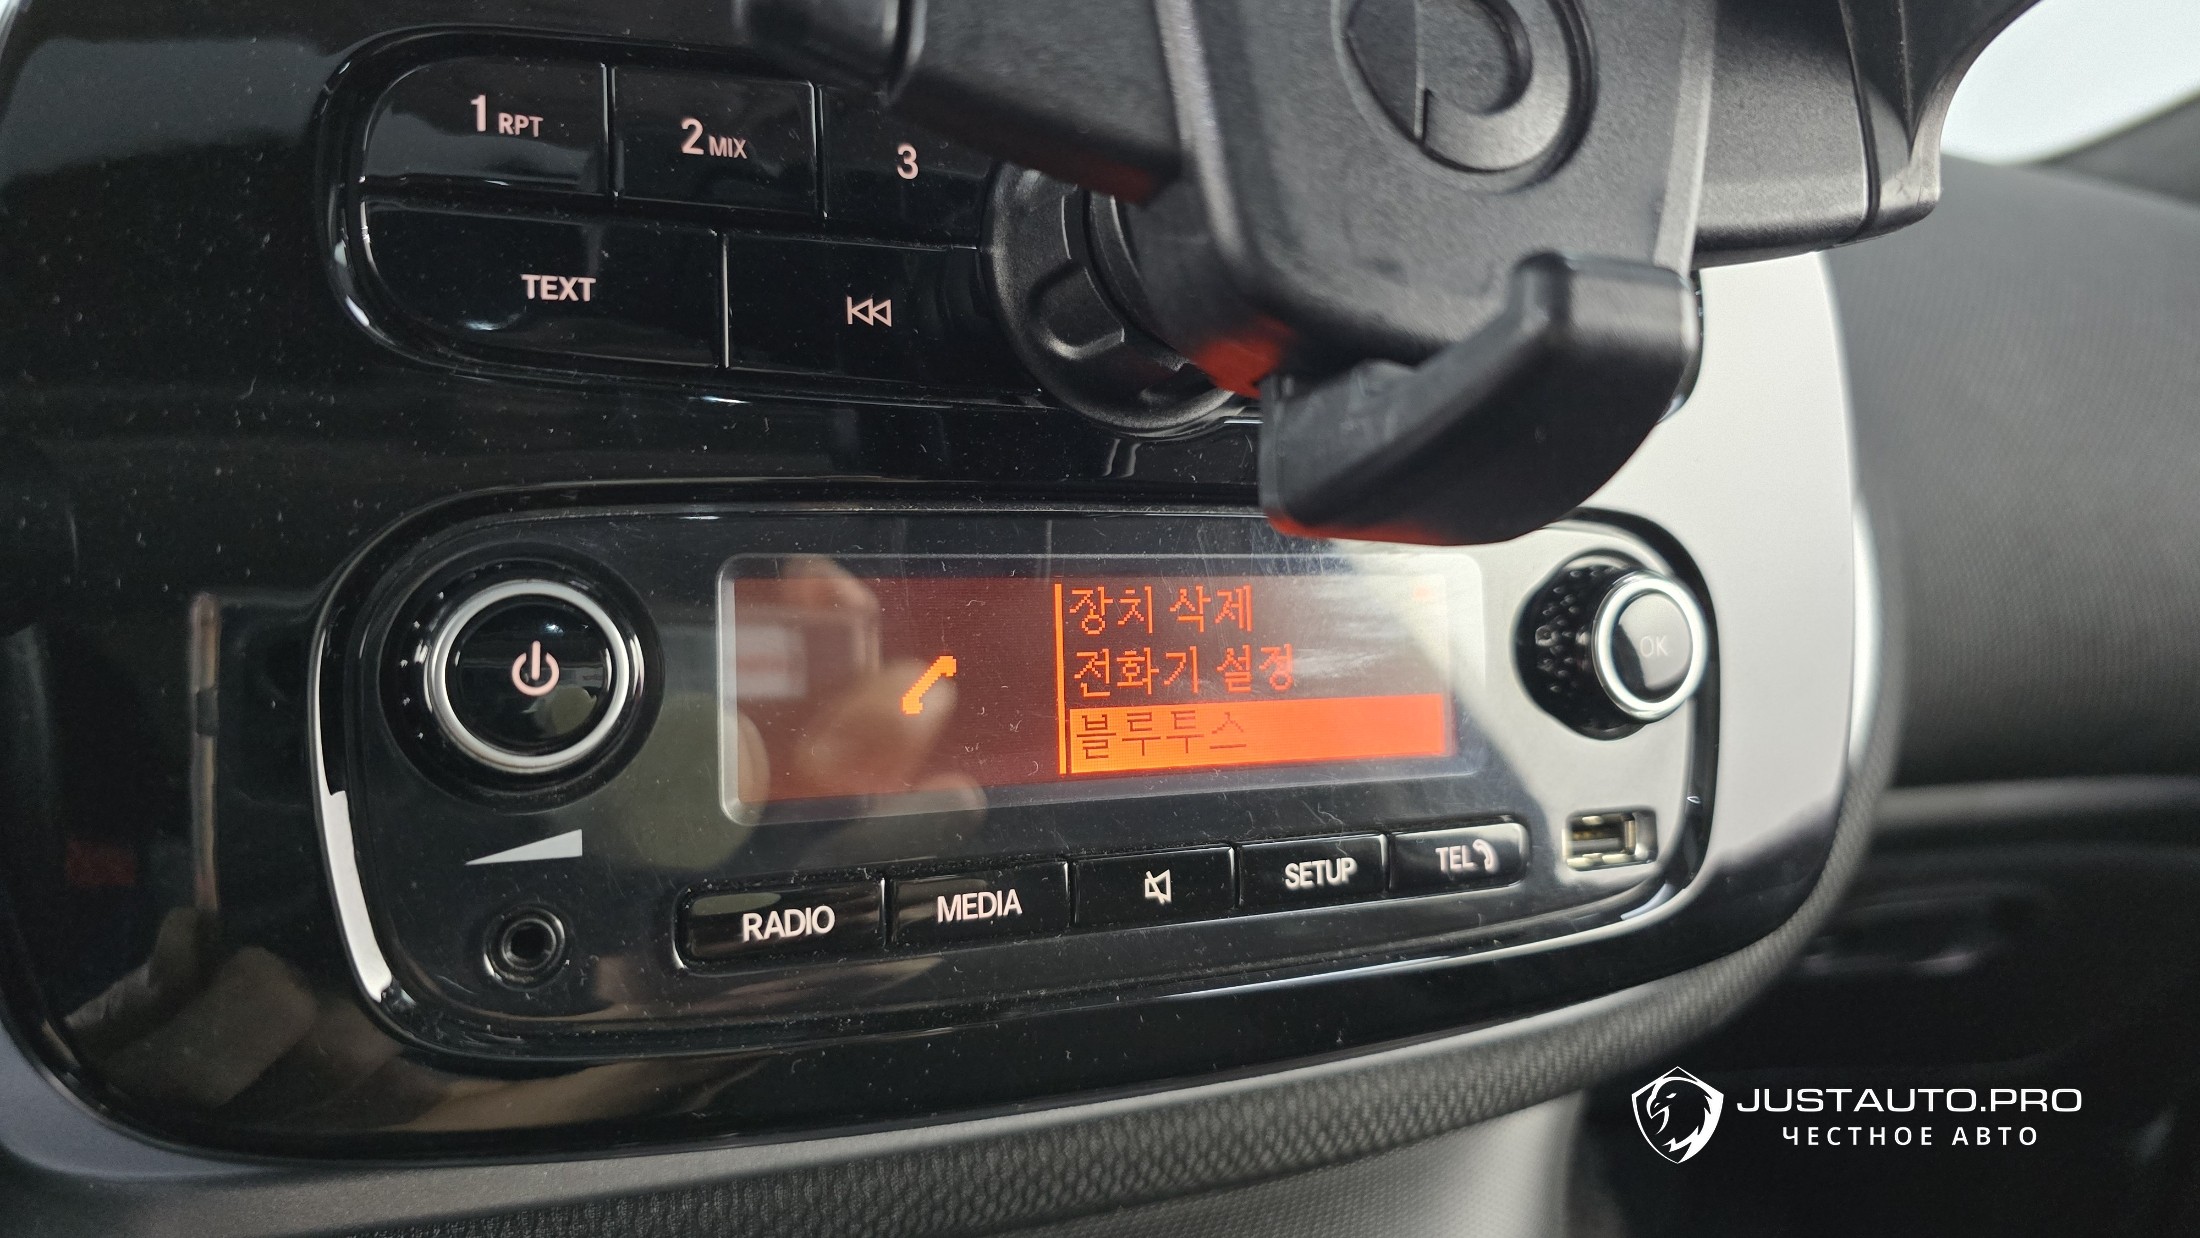 1 RPT
2 MIX
3
TEXT
장치 삭제
전화기 설정
블루투스
OK
RADIO
MEDIA
SETUP
TEL
JUSTAUTO.PRO
ЧЕСТНОЕ АВТО